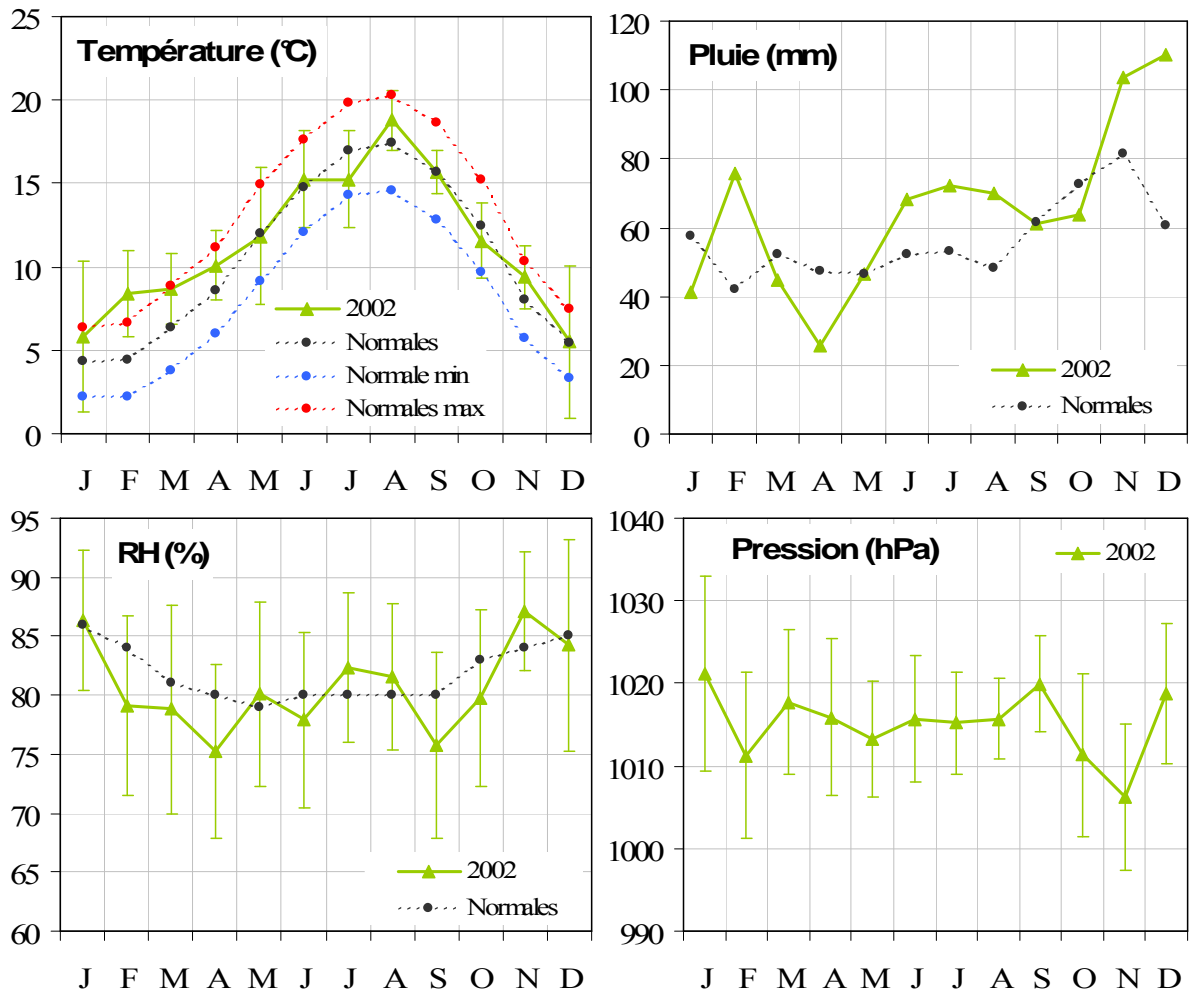 Température (°C)
25
20
15
10
5
0
2002
Normales
Normale min
Normales max
J F M A M J J A S O N D
Pluie (mm)
120
100
80
60
40
20
0
2002
Normales
J F M A M J J A S O N D
RH (%)
95
90
85
80
75
70
65
60
2002
Normales
J F M A M J J A S O N D
Pression (hPa)
2002
1040
1030
1020
1010
1000
990
J F M A M J J A S O N D